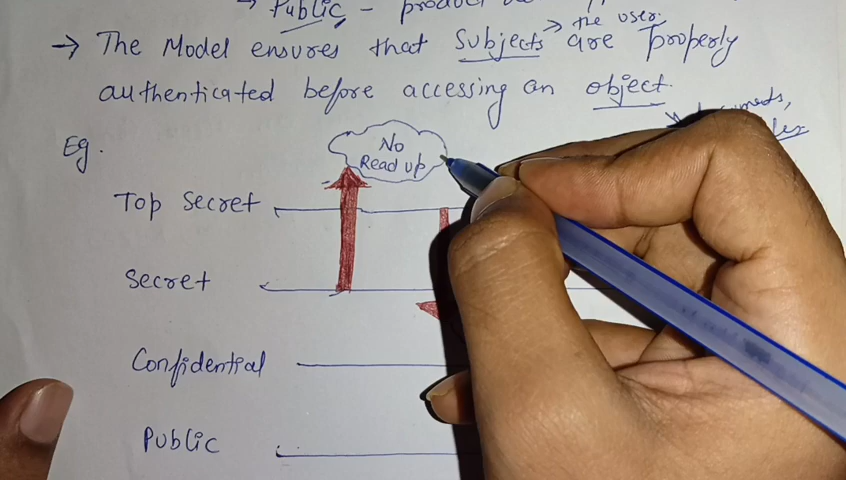 → Public, - product
→ The Model ensures that Subjects → the user. are properly
authenticated before accessing an object.
Eg.
No
Read up
Top Secret
Secret
Confidential
Public